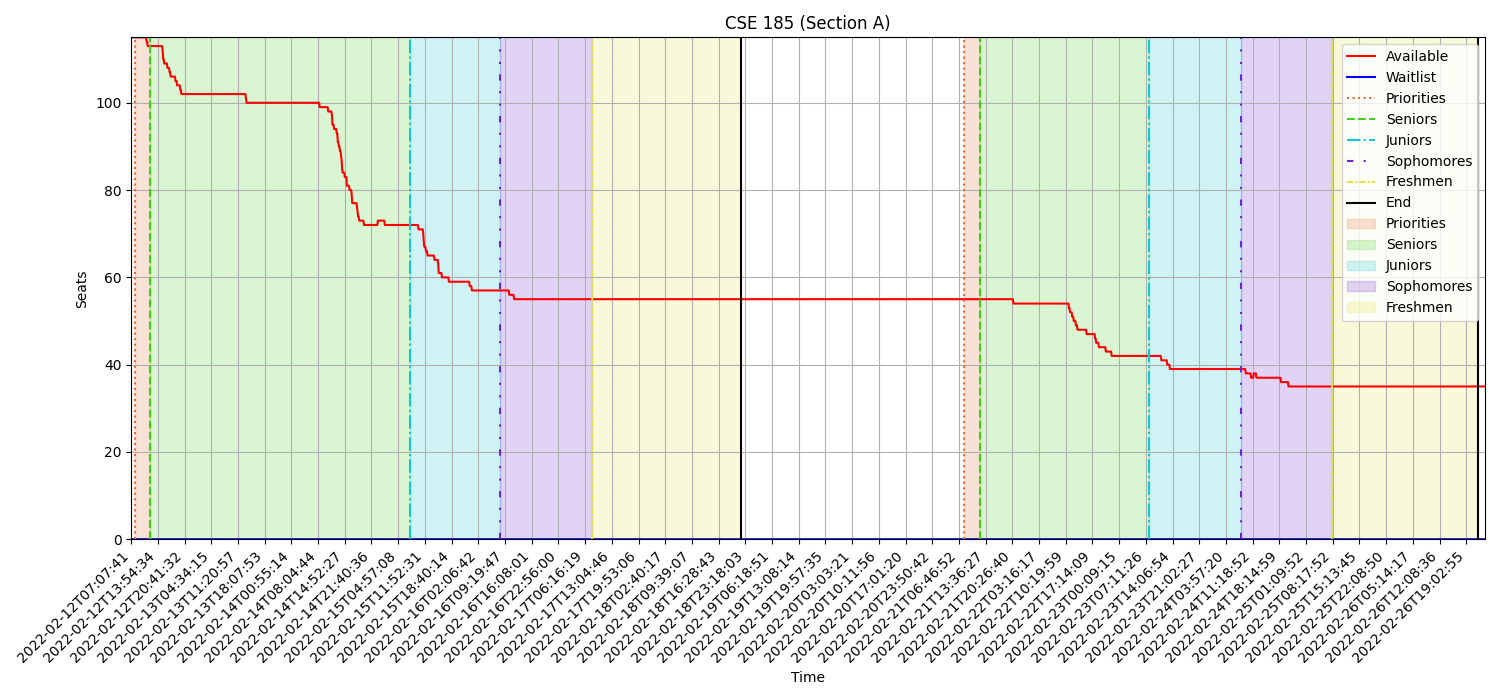 CSE 185 (Section A)
Seats
100
80
60
40
20
0
Available
Waitlist
Priorities
Seniors
Juniors
Sophomores
Freshmen
End
Priorities
Seniors
Juniors
Sophomores
Freshmen
2022-02-12T07:07:41
2022-02-12T13:54:34
2022-02-12T20:41:32
2022-02-13T04:34:15
2022-02-13T11:20:57
2022-02-13T18:07:53
2022-02-14T00:55:14
2022-02-14T08:04:44
2022-02-14T14:52:27
2022-02-14T21:40:36
2022-02-15T04:57:08
2022-02-15T11:52:31
2022-02-15T18:40:14
2022-02-16T02:06:42
2022-02-16T09:19:47
2022-02-16T16:08:01
2022-02-16T22:56:00
2022-02-17T06:16:19
2022-02-17T13:04:46
2022-02-17T19:53:06
2022-02-18T02:40:17
2022-02-18T09:39:07
2022-02-18T16:28:43
2022-02-18T23:18:03
2022-02-19T06:18:51
2022-02-19T13:08:14
2022-02-19T19:57:35
2022-02-20T03:03:21
2022-02-20T10:11:56
2022-02-20T17:01:20
2022-02-20T23:50:42
2022-02-21T06:46:52
2022-02-21T13:36:27
2022-02-21T20:26:40
2022-02-22T03:16:17
2022-02-22T10:19:59
2022-02-22T17:14:09
2022-02-23T00:09:15
2022-02-23T07:11:26
2022-02-23T14:06:54
2022-02-23T21:02:27
2022-02-24T03:57:20
2022-02-24T11:18:52
2022-02-24T18:14:59
2022-02-25T01:09:52
2022-02-25T08:17:52
2022-02-25T15:13:45
2022-02-25T22:08:50
2022-02-26T05:14:17
2022-02-26T12:08:36
2022-02-26T19:02:55
Time